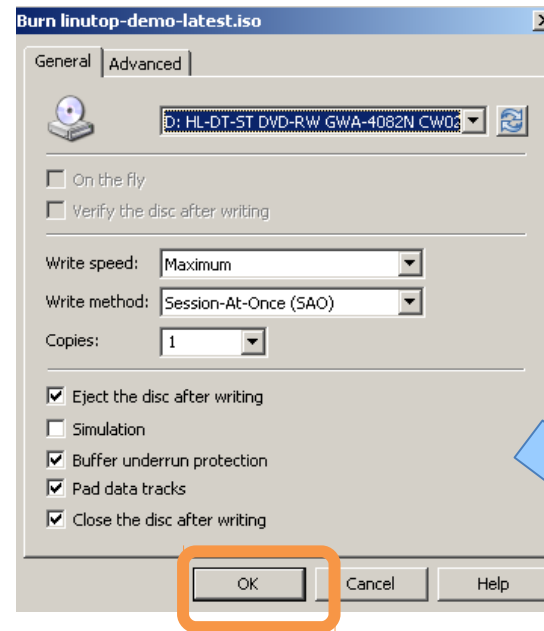 Burn linutop-demo-latest.iso
General Advanced
D: HL-DT-ST DVD-RW GWA-4082N CW02
On the fly
Verify the disc after writing
Write speed: Maximum
Write method: Session-At-Once (SAO)
Copies: 1
Eject the disc after writing
Simulation
Buffer underrun protection
Pad data tracks
Close the disc after writing
OK Cancel Help